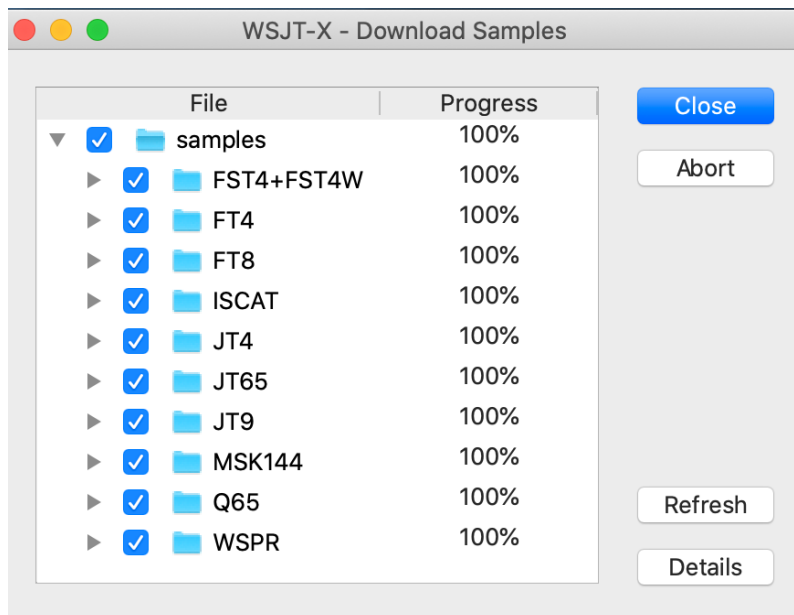 WSJT-X - Download Samples
File Progress
Close
samples 100%
Abort
FST4+FST4W 100%
FT4 100%
FT8 100%
ISCAT 100%
JT4 100%
JT65 100%
JT9 100%
MSK144 100%
Q65 100%
Refresh
WSPR 100%
Details